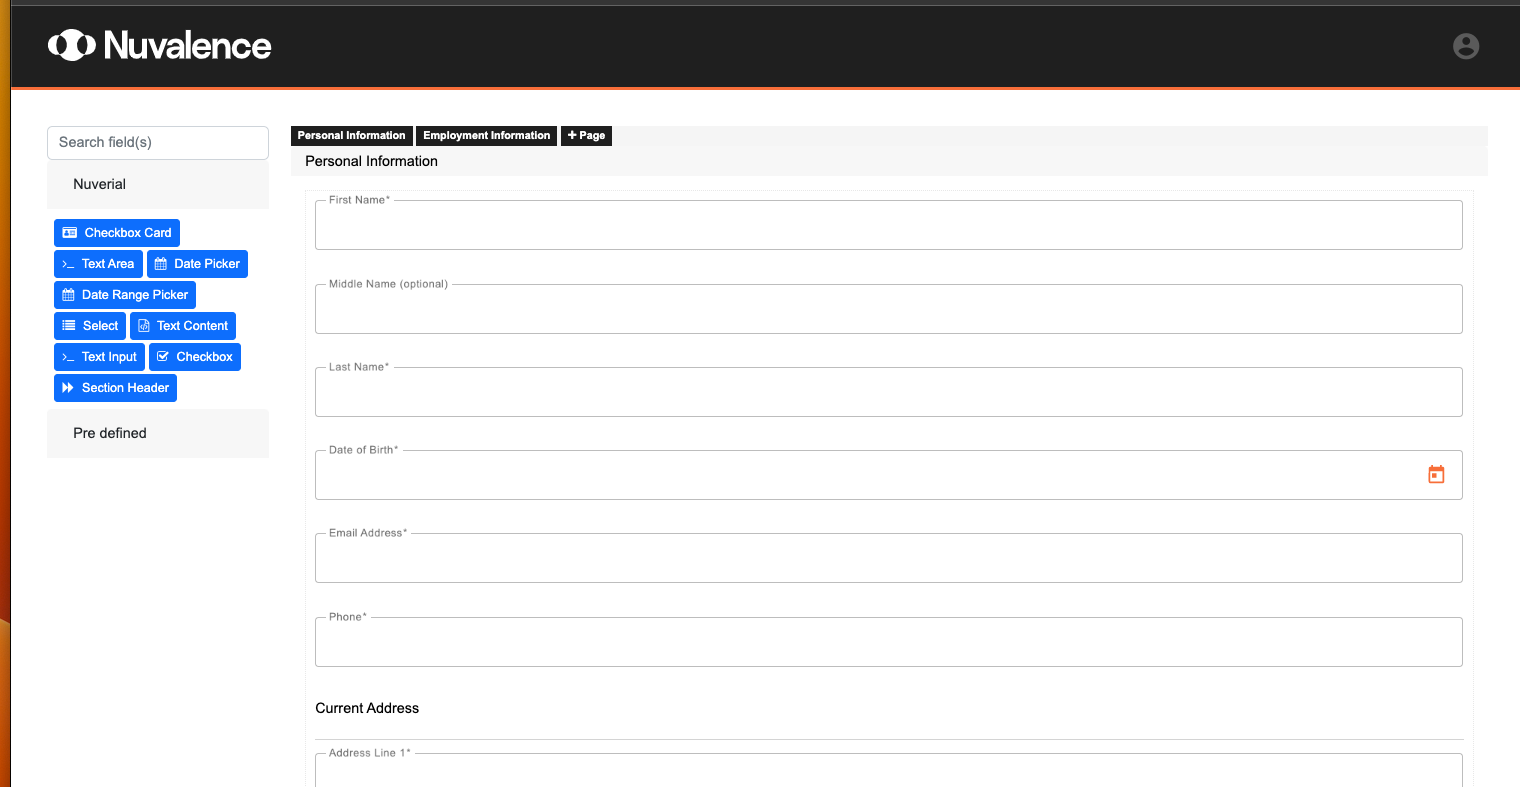 Nuvalence
Search field(s)
Nuverial
Checkbox Card
Text Area Date Picker
Date Range Picker
Select Text Content
Text Input Checkbox
Section Header
Pre defined
Personal Information Employment Information + Page
Personal Information
First Name*
Middle Name (optional)
Last Name*
Date of Birth*
Email Address*
Phone*
Current Address
Address Line 1*